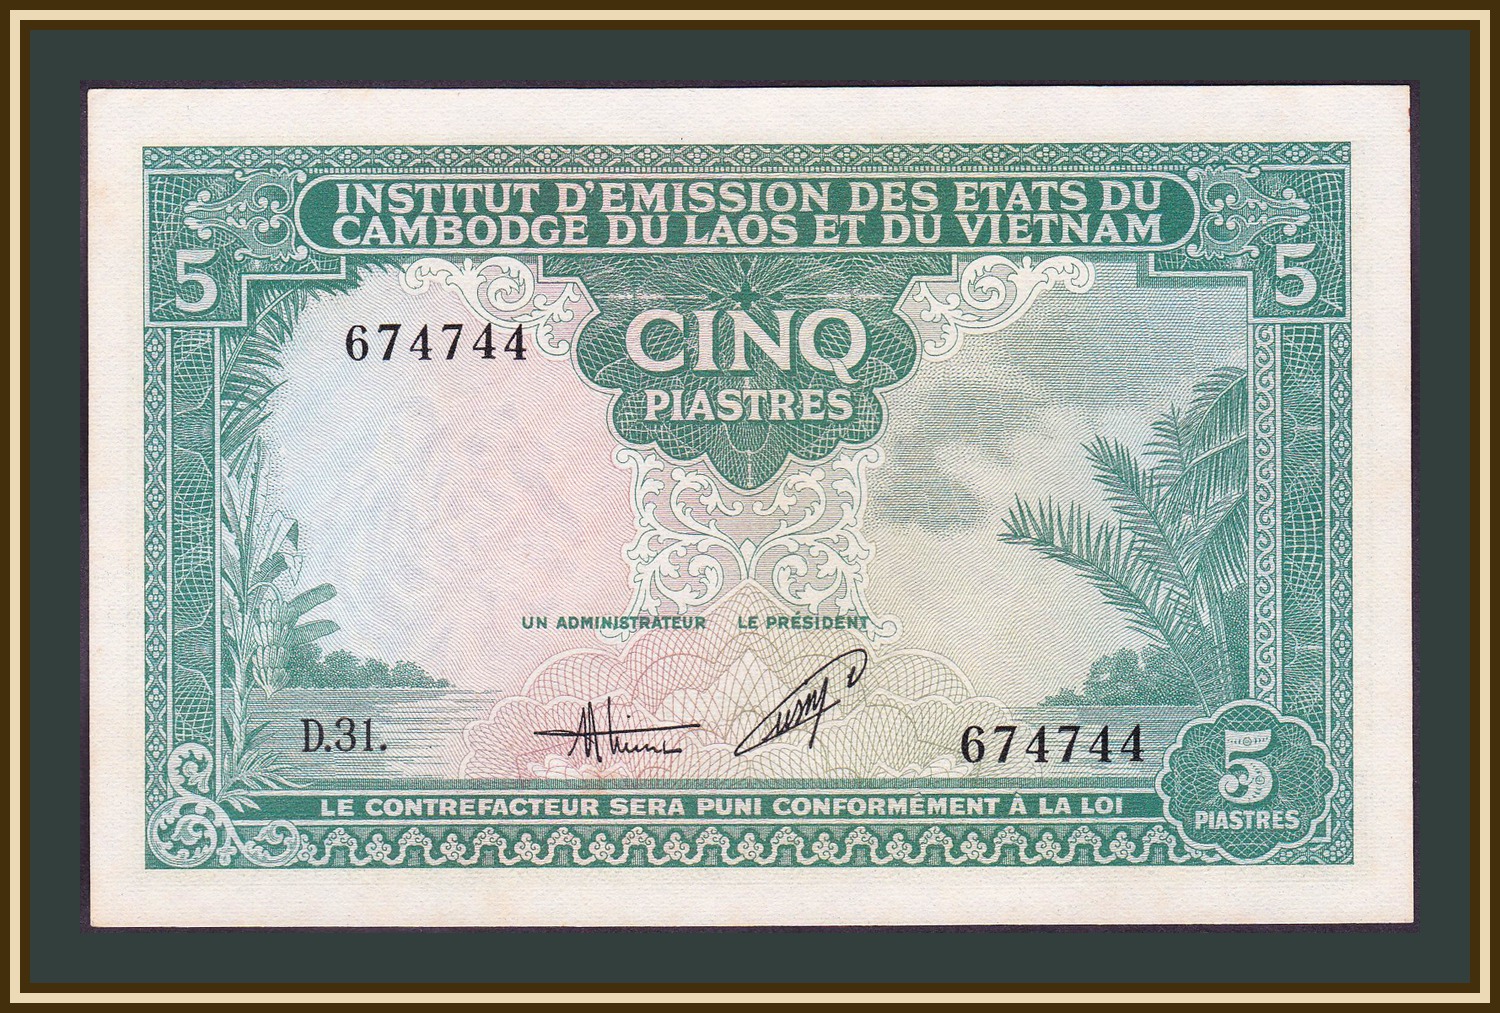 INSTITUT D'EMISSION DES ETATS DU
CAMBODGE DU LAOS ET DU VIETNAM
5
5
674744
CINQ
PIASTRES
UN ADMINISTRATEUR LE PRÉSIDENT
D.31.
674744
5
PIASTRES
LE CONTREFACTEUR SERA PUNI CONFORMÉMENT À LA LOI